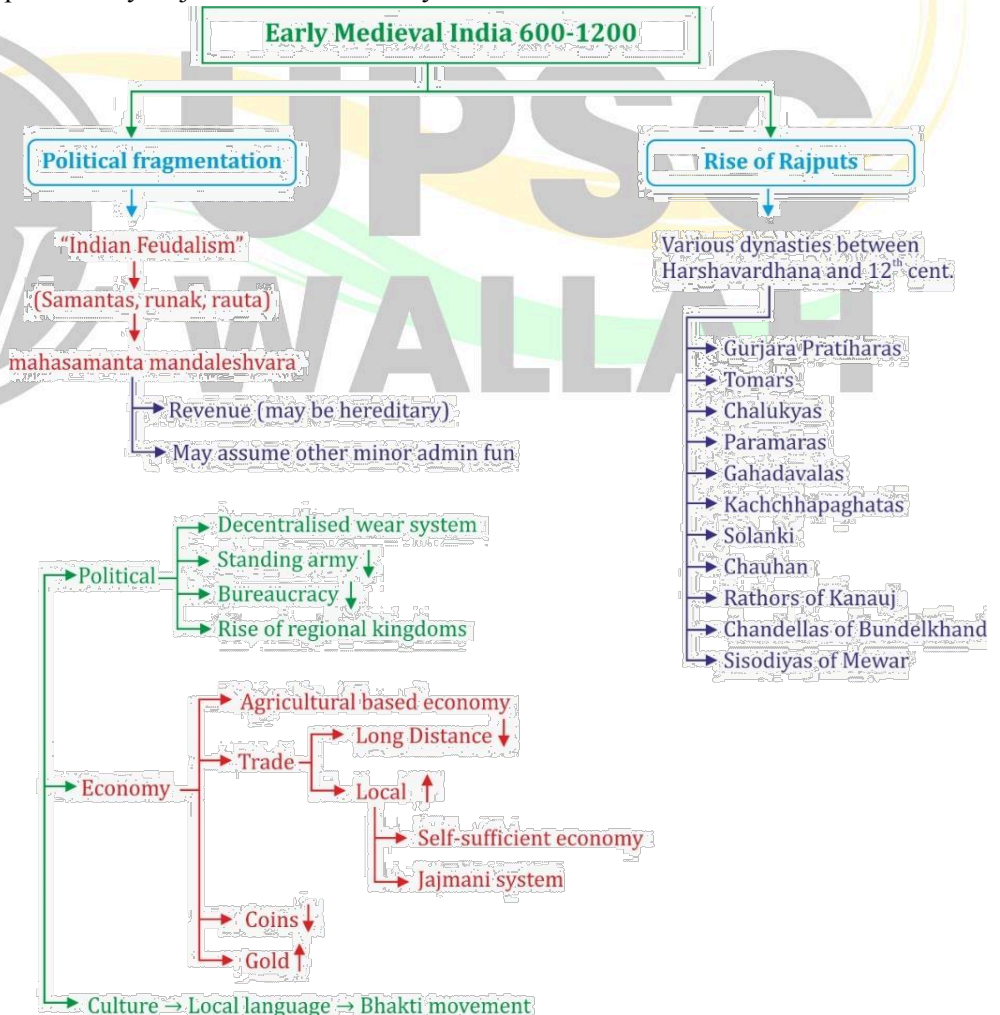 Early Medieval India 600-1200
UPSC
WALLAH
Political fragmentation
"Indian Feudalism"
(Samantas, runak, rauta)
mahasamanta mandaleshvara
Revenue (may be hereditary)
May assume other minor admin fun
Rise of Rajputs
Various dynasties between
Harshavardhana and 12th cent.
Gurjara Pratiharas
Tomars
Chalukyas
Paramaras
Gahadavalas
Kachchhapaghatas
Solanki
Chauhan
Rathors of Kanauj
Chandellas of Bundelkhand
Sisodiyas of Mewar
Political
Decentralised wear system
Standing army ↓
Bureaucracy ↓
Rise of regional kingdoms
Economy
Agricultural based economy
Trade
Long Distance ↓
Local ↑
Self-sufficient economy
Jajmani system
Coins ↓
Gold ↑
Culture → Local language → Bhakti movement